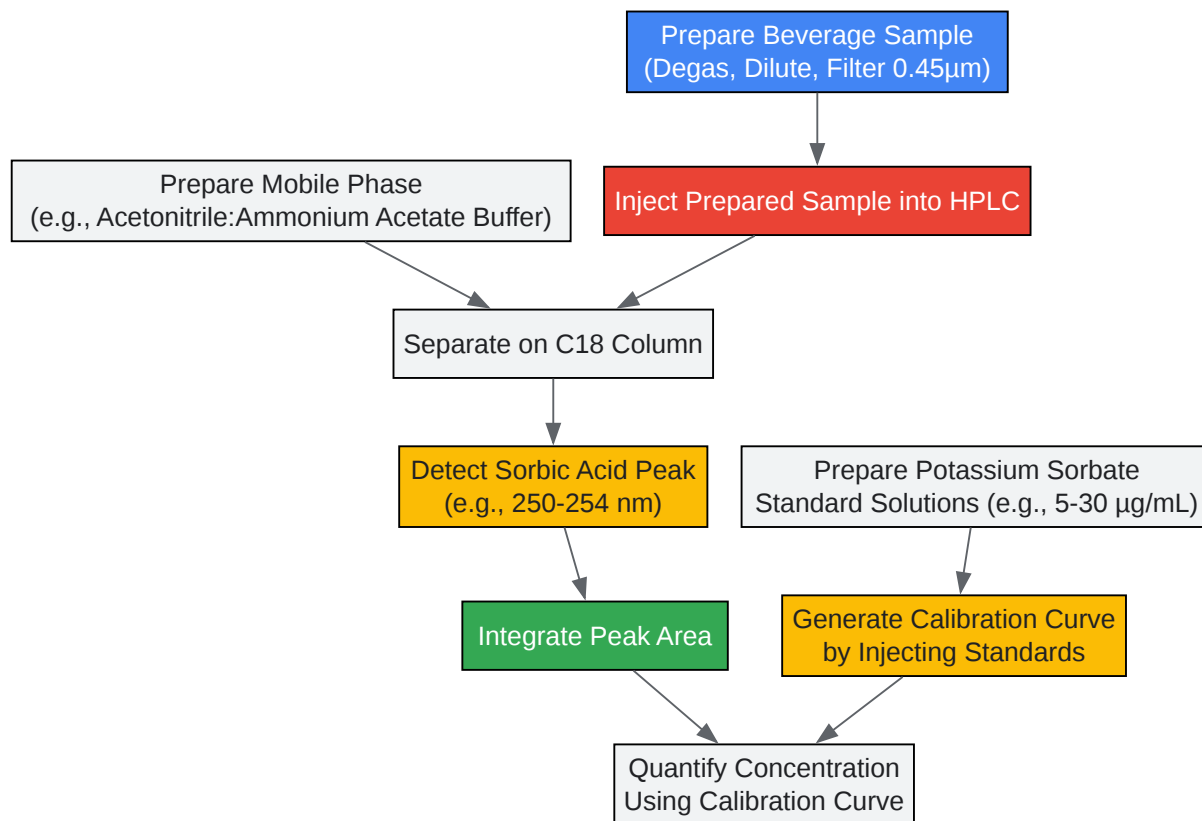 Prepare Beverage Sample
(Degas, Dilute, Filter 0.45µm)
Prepare Mobile Phase
(e.g., Acetonitrile:Ammonium Acetate Buffer)
Inject Prepared Sample into HPLC
Separate on C18 Column
Detect Sorbic Acid Peak
(e.g., 250-254 nm)
Prepare Potassium Sorbate
Standard Solutions (e.g., 5-30 µg/mL)
Integrate Peak Area
Generate Calibration Curve
by Injecting Standards
Quantify Concentration
Using Calibration Curve